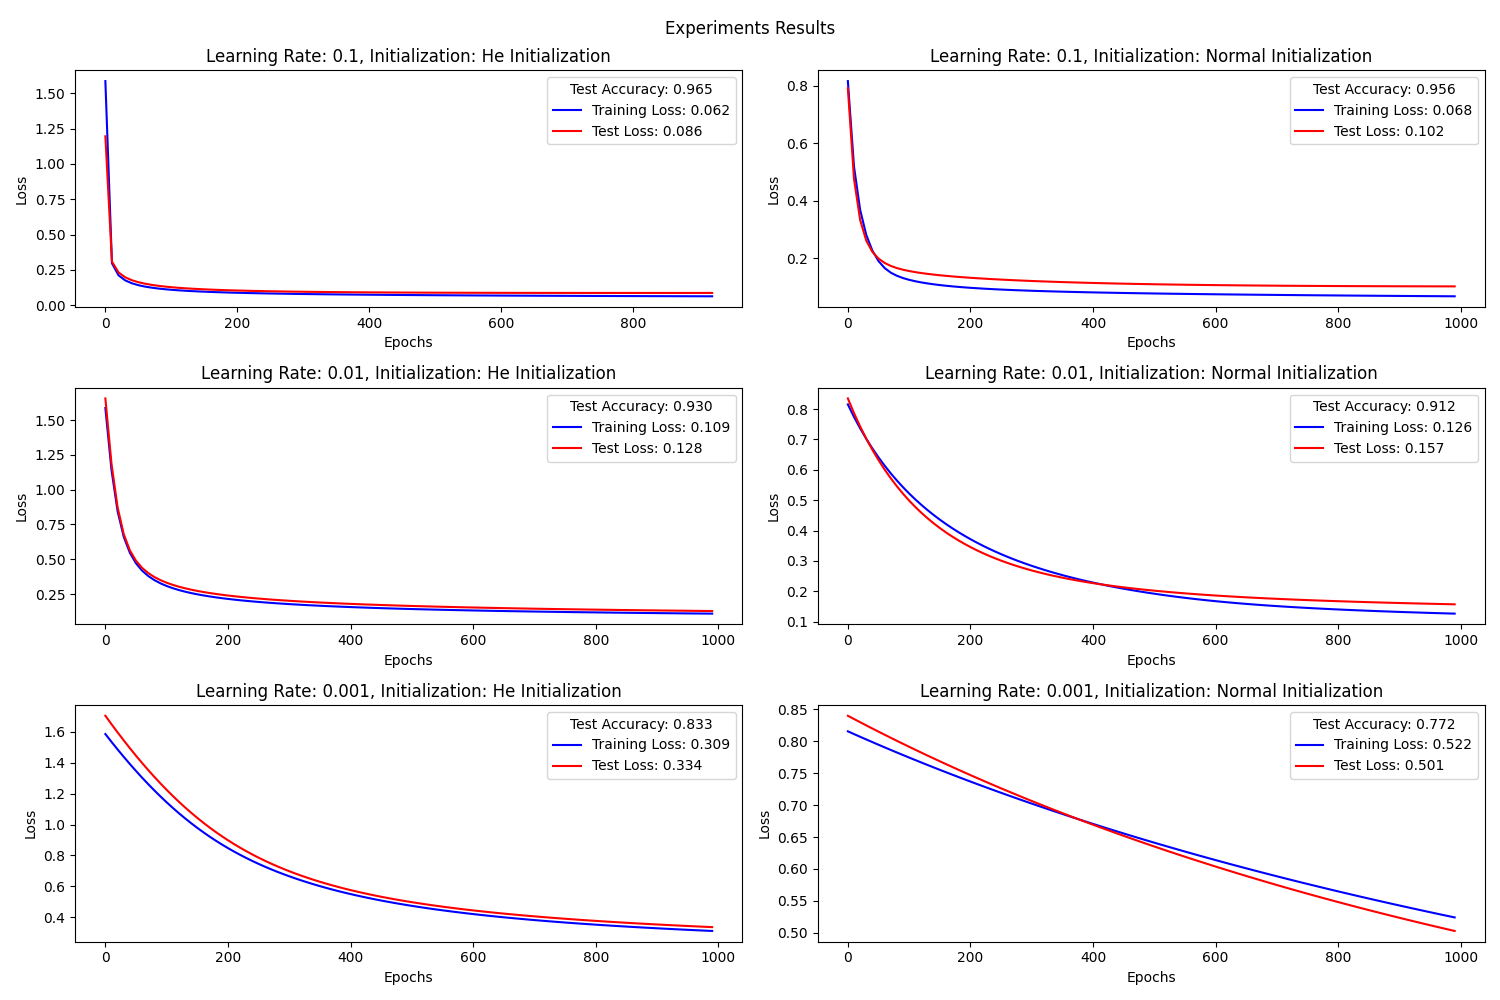 Experiments Results
Learning Rate: 0.1, Initialization: He Initialization
Test Accuracy: 0.965
Training Loss: 0.062
Test Loss: 0.086
1.50
1.25
1.00
0.75
0.50
0.25
0.00
Loss
0 200 400 600 800
Epochs
Learning Rate: 0.1, Initialization: Normal Initialization
Test Accuracy: 0.956
Training Loss: 0.068
Test Loss: 0.102
0.8
0.6
0.4
0.2
Loss
0 200 400 600 800 1000
Epochs
Learning Rate: 0.01, Initialization: He Initialization
Test Accuracy: 0.930
Training Loss: 0.109
Test Loss: 0.128
1.50
1.25
1.00
0.75
0.50
0.25
Loss
0 200 400 600 800 1000
Epochs
Learning Rate: 0.01, Initialization: Normal Initialization
Test Accuracy: 0.912
Training Loss: 0.126
Test Loss: 0.157
0.8
0.7
0.6
0.5
0.4
0.3
0.2
0.1
Loss
0 200 400 600 800 1000
Epochs
Learning Rate: 0.001, Initialization: He Initialization
Test Accuracy: 0.833
Training Loss: 0.309
Test Loss: 0.334
1.6
1.4
1.2
1.0
0.8
0.6
0.4
Loss
0 200 400 600 800 1000
Epochs
Learning Rate: 0.001, Initialization: Normal Initialization
Test Accuracy: 0.772
Training Loss: 0.522
Test Loss: 0.501
0.85
0.80
0.75
0.70
0.65
0.60
0.55
0.50
Loss
0 200 400 600 800 1000
Epochs